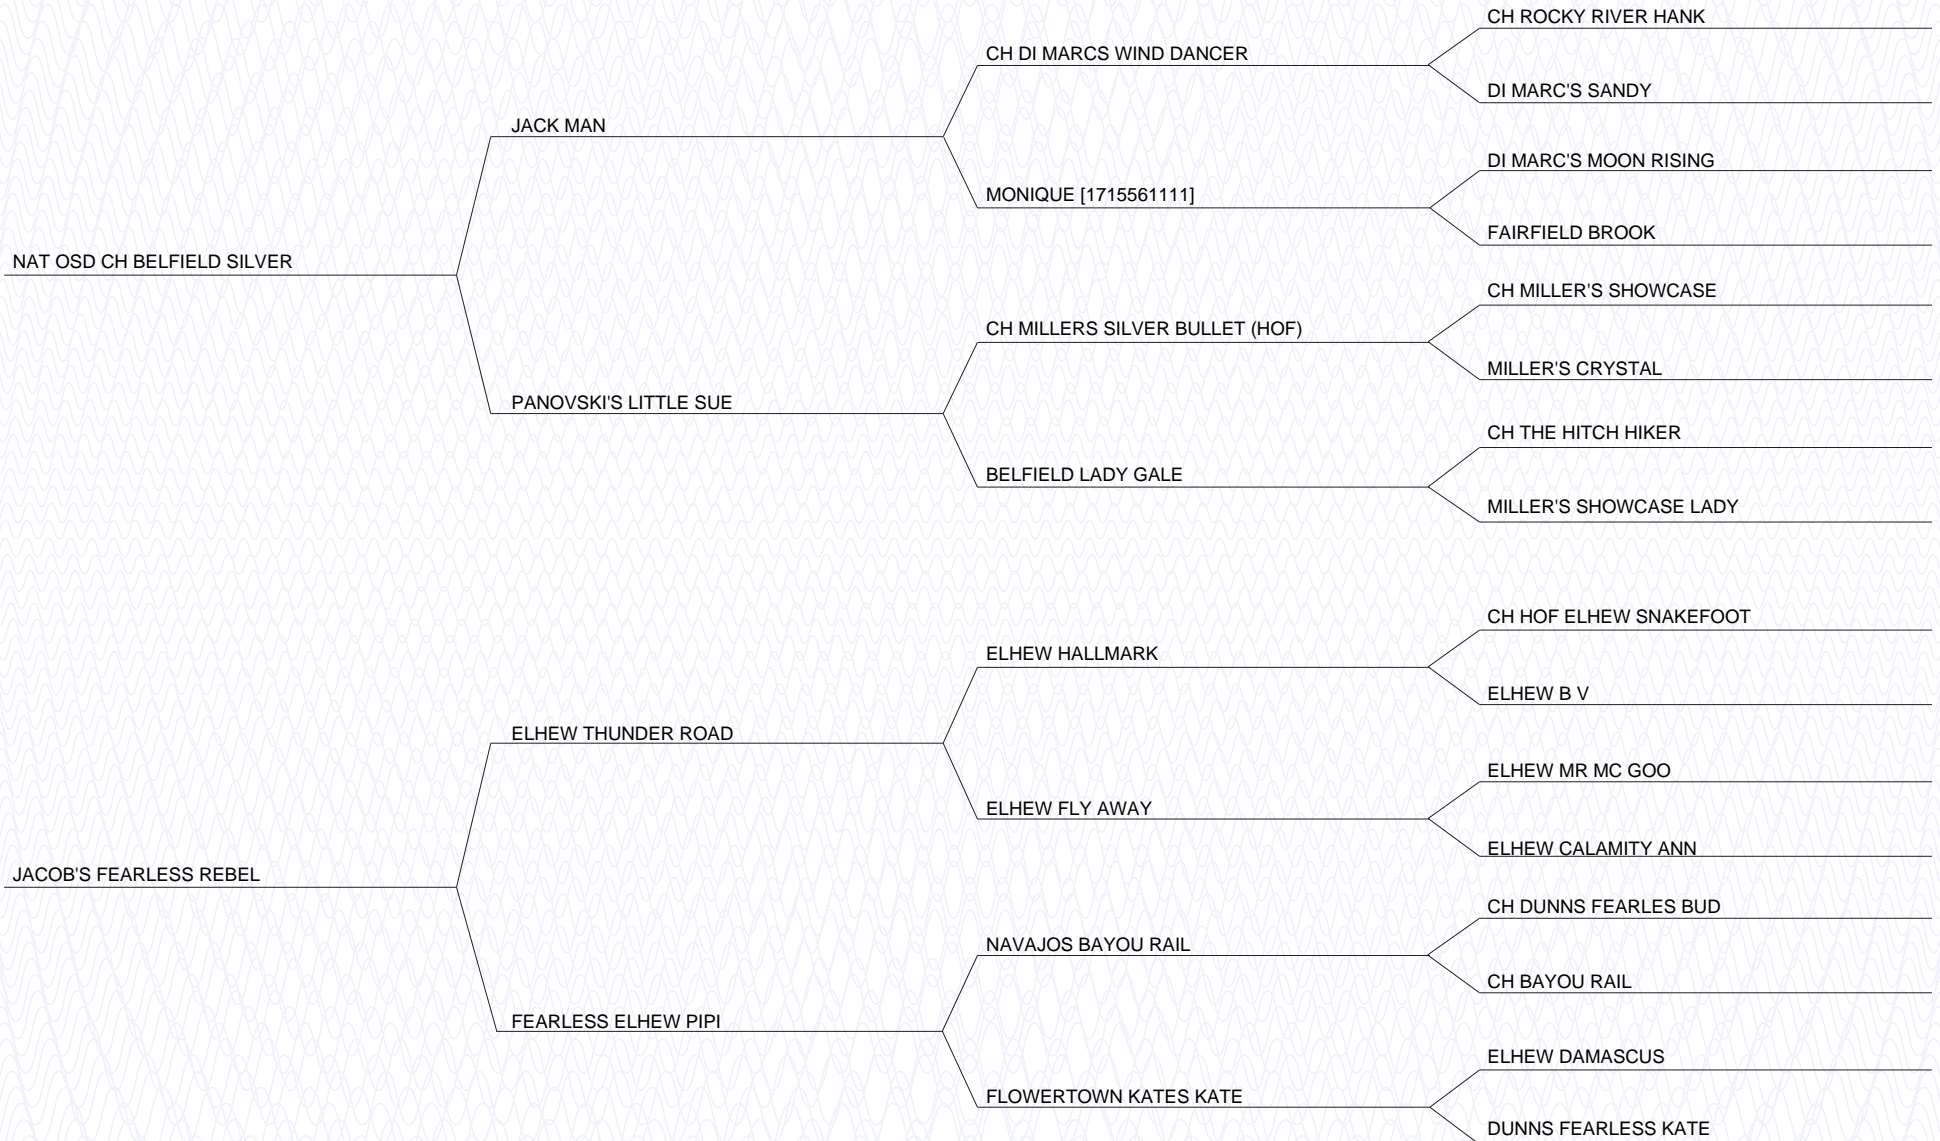 CH ROCKY RIVER HANK
CH DI MARCS WIND DANCER
DI MARC'S SANDY
JACK MAN
DI MARC'S MOON RISING
MONIQUE [1715561111]
FAIRFIELD BROOK
NAT OSD CH BELFIELD SILVER
CH MILLER'S SHOWCASE
CH MILLERS SILVER BULLET (HOF)
MILLER'S CRYSTAL
PANOVSKI'S LITTLE SUE
CH THE HITCH HIKER
BELFIELD LADY GALE
MILLER'S SHOWCASE LADY
CH HOF ELHEW SNAKEFOOT
ELHEW HALLMARK
ELHEW B V
ELHEW THUNDER ROAD
ELHEW MR MC GOO
ELHEW FLY AWAY
ELHEW CALAMITY ANN
JACOB'S FEARLESS REBEL
CH DUNNS FEARLES BUD
NAVAJOS BAYOU RAIL
CH BAYOU RAIL
FEARLESS ELHEW PIPI
ELHEW DAMASCUS
FLOWERTOWN KATES KATE
DUNNS FEARLESS KATE